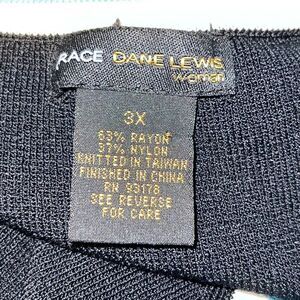 RACE DANE LEWIS
woman
3X
63% RAYON
37% NYLON
KNITTED IN TAIWAN
FINISHED IN CHINA
RN 93178
SEE REVERSE
FOR CARE